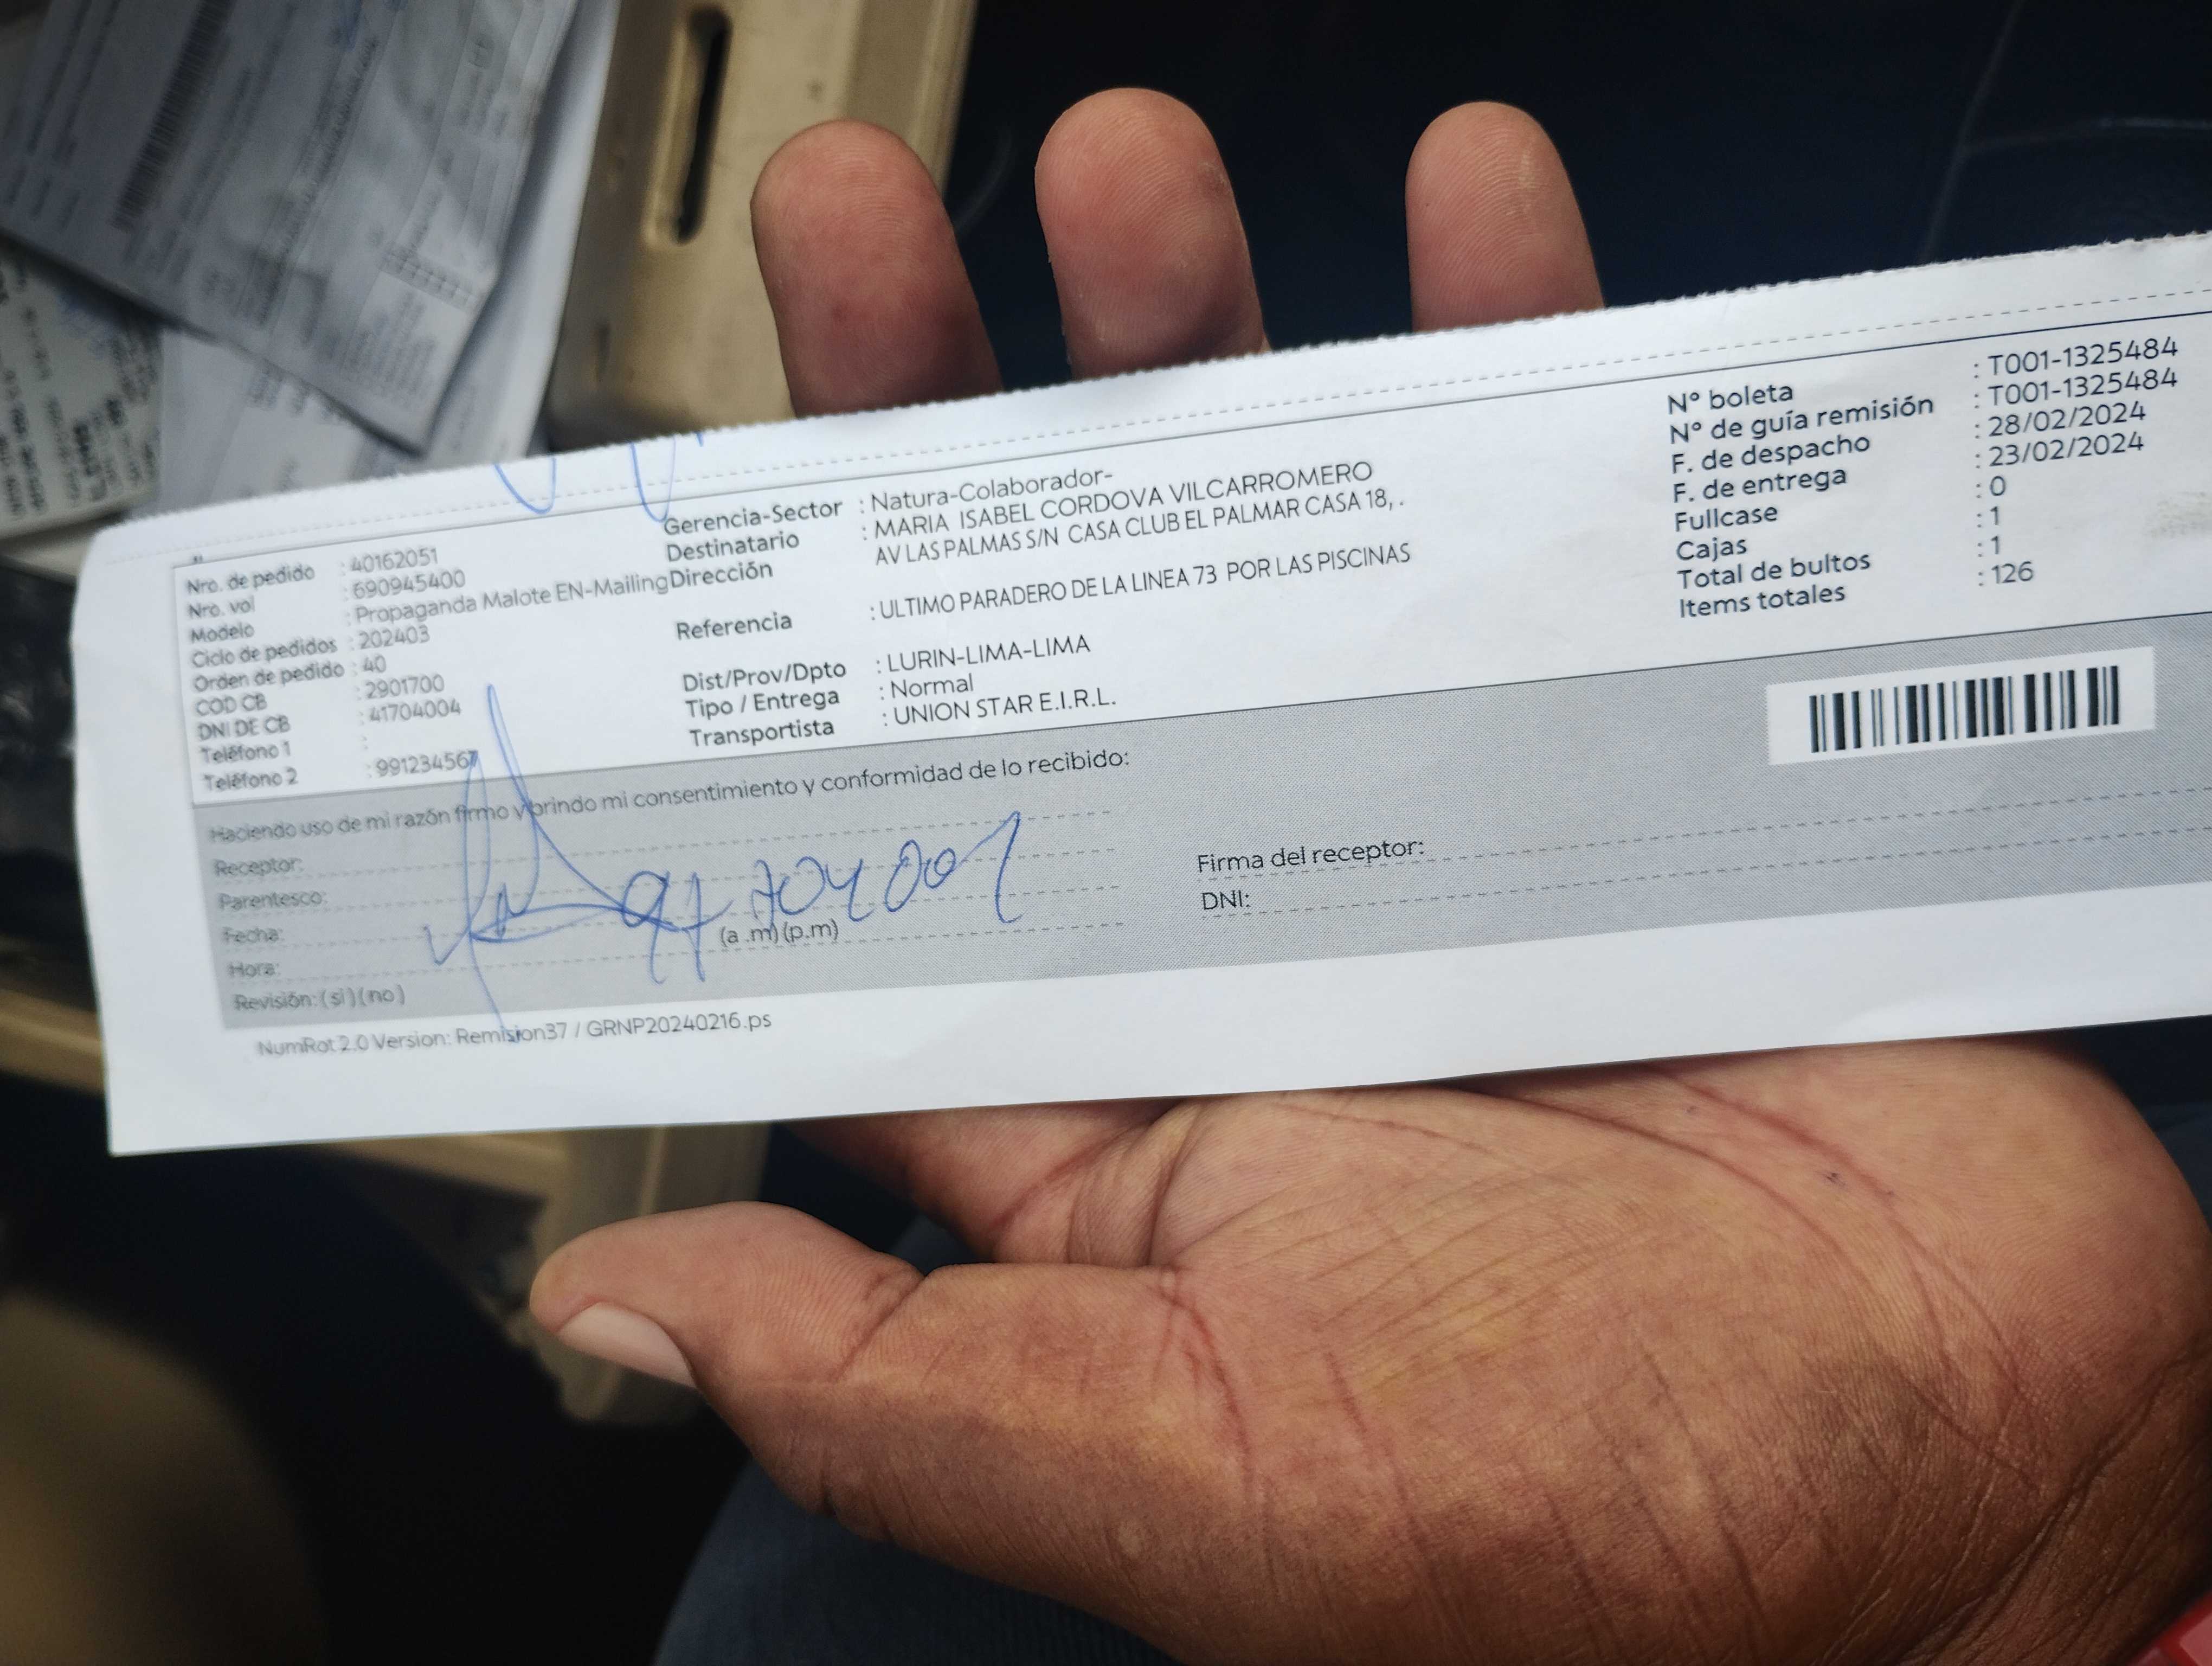 Nro. de pedido : 40162051
Nro. vol : 690945400
Modelo : Propaganda Malote EN-Mailing
Ciclo de pedidos : 202403
Orden de pedido : 40
COD CB : 2901700
DNI DE CB : 41704004
Teléfono 1 :
Teléfono 2 : 991234567
Gerencia-Sector : Natura-Colaborador-
Destinatario : MARIA ISABEL CORDOVA VILCARROMERO
Dirección AV LAS PALMAS S/N CASA CLUB EL PALMAR CASA 18, .
Referencia : ULTIMO PARADERO DE LA LINEA 73 POR LAS PISCINAS
Dist/Prov/Dpto : LURIN-LIMA-LIMA
Tipo / Entrega : Normal
Transportista : UNION STAR E.I.R.L.
N° boleta : T001-1325484
N° de guía remisión : T001-1325484
F. de despacho : 28/02/2024
F. de entrega : 23/02/2024
Fullcase : 0
Cajas : 1
Total de bultos : 1
Items totales : 126
Haciendo uso de mi razón firmo y brindo mi consentimiento y conformidad de lo recibido:
Receptor:
Parentesco:
Fecha:
Hora: (a .m) (p.m)
Revisión: (si) (no)
Firma del receptor:
DNI:
NumRot 2.0 Version: Remision37 / GRNP20240216.ps